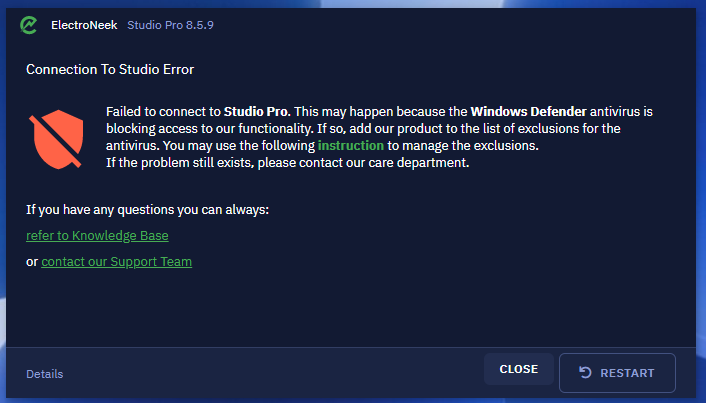 ElectroNeek Studio Pro 8.5.9
Connection To Studio Error
Failed to connect to Studio Pro. This may happen because the Windows Defender antivirus is
blocking access to our functionality. If so, add our product to the list of exclusions for the
antivirus. You may use the following instruction to manage the exclusions.
If the problem still exists, please contact our care department.
If you have any questions you can always:
refer to Knowledge Base
or contact our Support Team
Details
CLOSE
RESTART